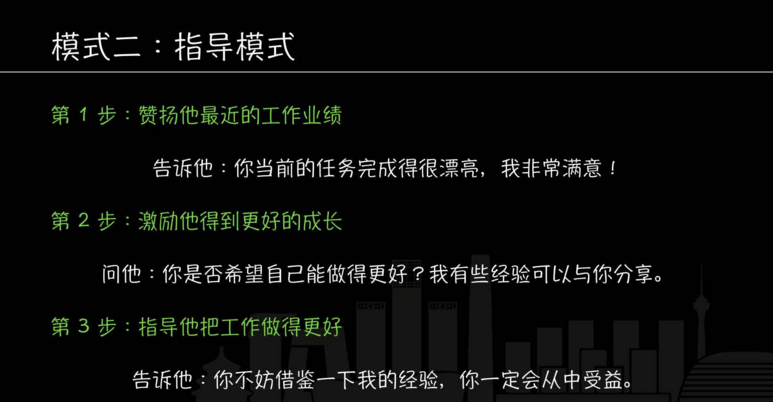 模式二：指导模式
第 1 步：赞扬他最近的工作业绩
告诉他：你当前的任务完成得很漂亮，我非常满意！
第 2 步：激励他得到更好的成长
问他：你是否希望自己能做得更好？我有些经验可以与你分享。
第 3 步：指导他把工作做得更好
告诉他：你不妨借鉴一下我的经验，你一定会从中受益。